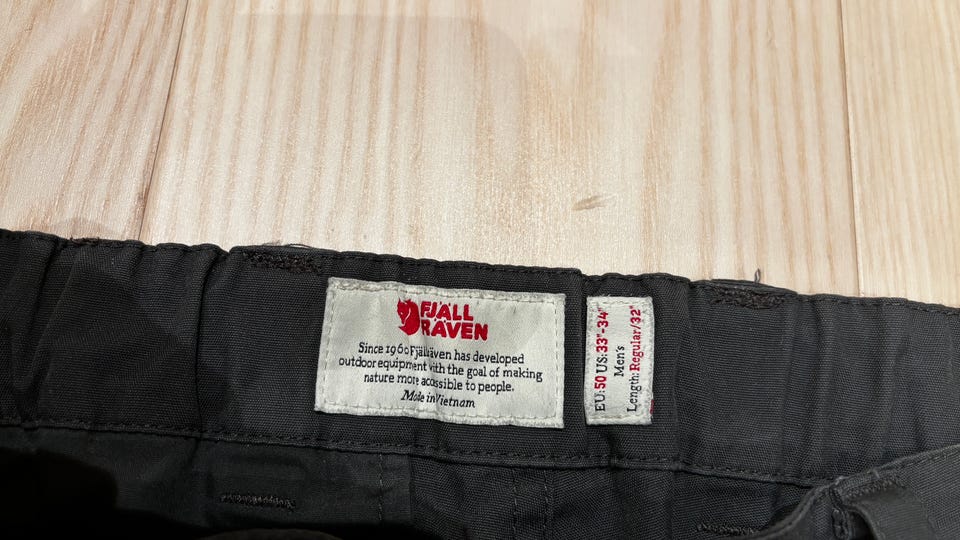 FJÄLL
RÄVEN
Since 1960 Fjällräven has developed
outdoor equipment with the goal of making
nature more accessible to people.
Made in Vietnam
EU:50 US:33"-34"
Men's
Length: Regular/32"